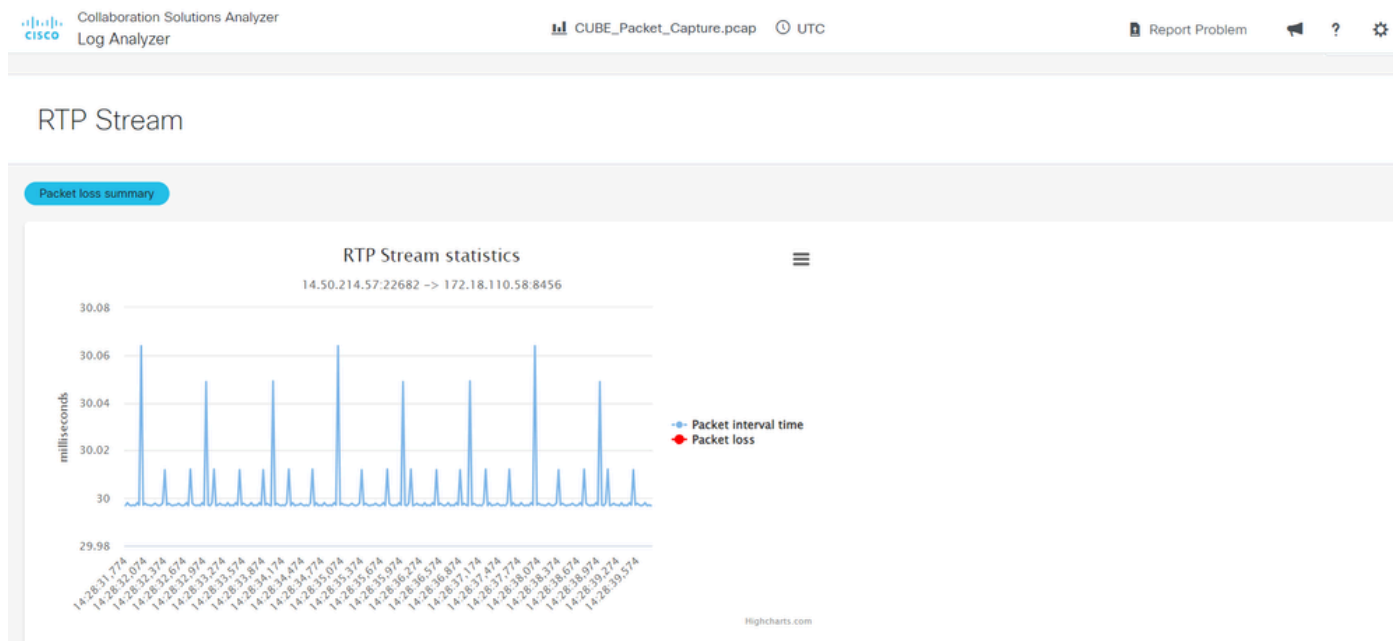 Collaboration Solutions Analyzer
CISCO
Log Analyzer
CUBE_Packet_Capture.pcap
UTC
Report Problem
?
RTP Stream
Packet loss summary
RTP Stream statistics
14.50.214.57:22682 -> 172.18.110.58:8456
milliseconds
30.08
30.06
30.04
30.02
30
29.98
Packet interval time
Packet loss
14:28:31,774
14:28:32,074
14:28:32,374
14:28:32,674
14:28:32,974
14:28:33,274
14:28:33,574
14:28:33,874
14:28:34,174
14:28:34,474
14:28:34,774
14:28:35,074
14:28:35,374
14:28:35,674
14:28:35,974
14:28:36,274
14:28:36,574
14:28:36,874
14:28:37,174
14:28:37,474
14:28:37,774
14:28:38,074
14:28:38,374
14:28:38,674
14:28:38,974
14:28:39,274
14:28:39,574
Highcharts.com